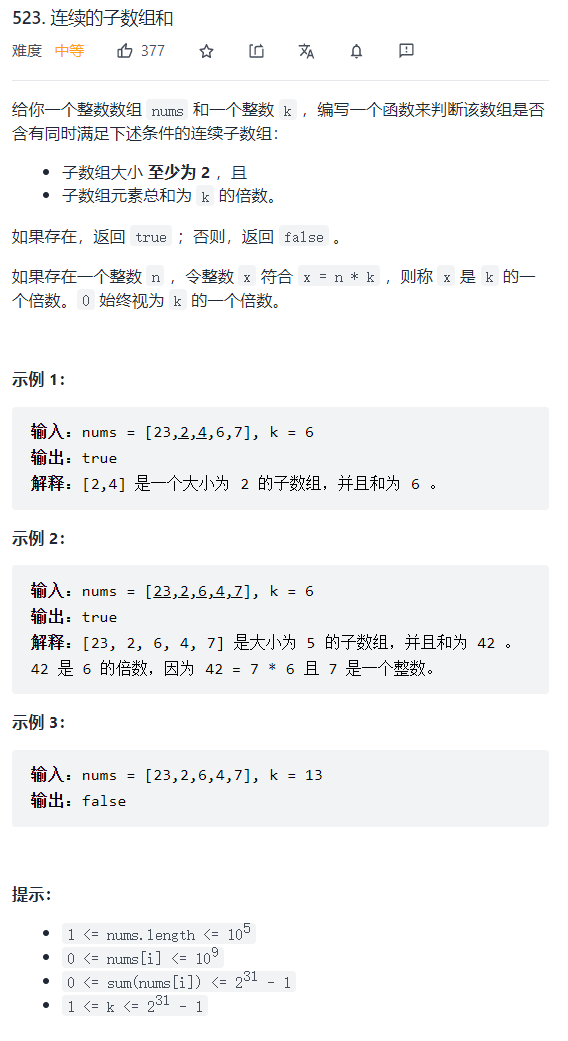 523. 连续的子数组和
难度 中等 377
给你一个整数数组 nums 和一个整数 k ，编写一个函数来判断该数组是否
含有同时满足下述条件的连续子数组：
• 子数组大小 至少为 2 ，且
• 子数组元素总和为 k 的倍数。
如果存在，返回 true ；否则，返回 false 。
如果存在一个整数 n ，令整数 x 符合 x = n * k ，则称 x 是 k 的一
个倍数。0 始终视为 k 的一个倍数。
示例 1：
输入：nums = [23,2,4,6,7], k = 6
输出：true
解释：[2,4] 是一个大小为 2 的子数组，并且和为 6 。
示例 2：
输入：nums = [23,2,6,4,7], k = 6
输出：true
解释：[23, 2, 6, 4, 7] 是大小为 5 的子数组，并且和为 42 。
42 是 6 的倍数，因为 42 = 7 * 6 且 7 是一个整数。
示例 3：
输入：nums = [23,2,6,4,7], k = 13
输出：false
提示：
• 1 <= nums.length <= 10^5
• 0 <= nums[i] <= 10^9
• 0 <= sum(nums[i]) <= 2^31 - 1
• 1 <= k <= 2^31 - 1